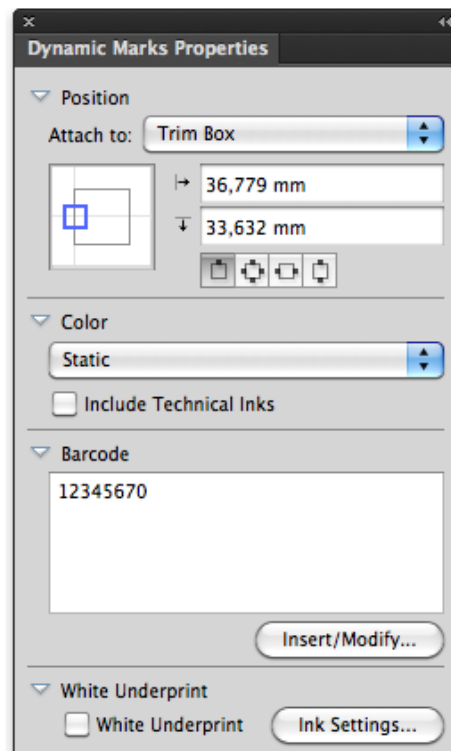 Dynamic Marks Properties
Position
Attach to: Trim Box
36,779 mm
33,632 mm
Color
Static
Include Technical Inks
Barcode
12345670
Insert/Modify...
White Underprint
White Underprint Ink Settings...